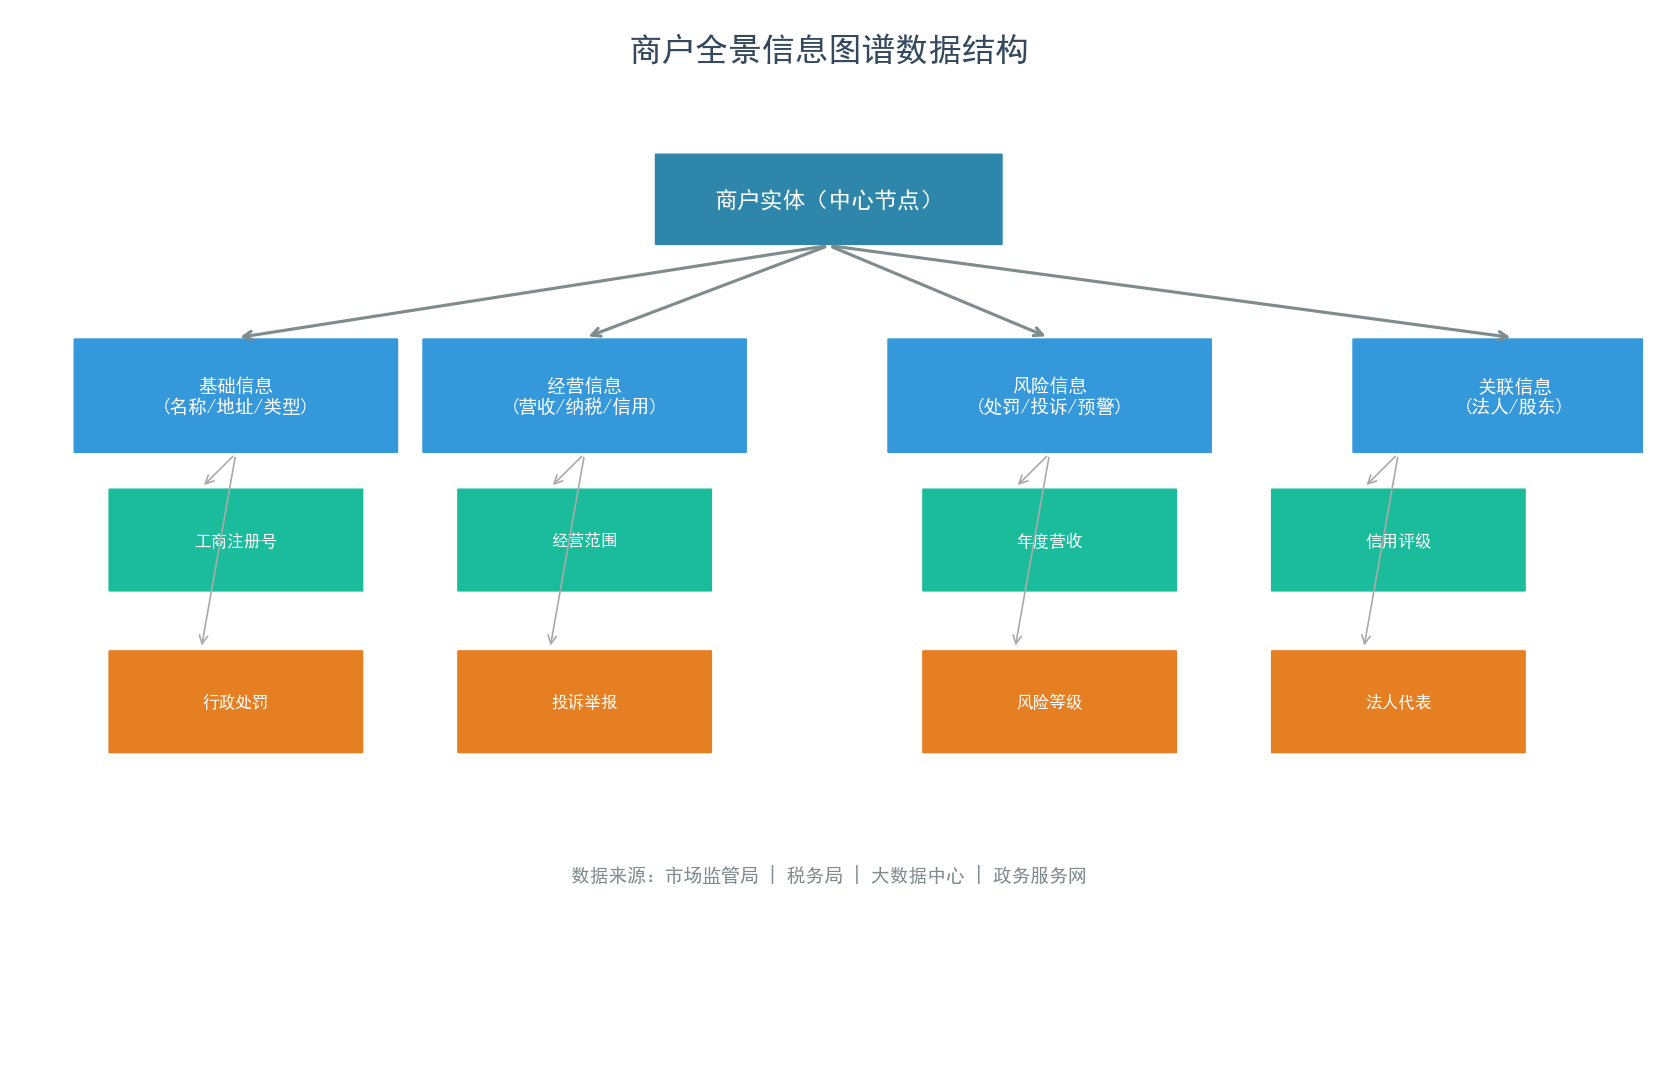 商户全景信息图谱数据结构
商户实体（中心节点）
基础信息
（名称/地址/类型）
经营信息
（营收/纳税/信用）
风险信息
（处罚/投诉/预警）
关联信息
（法人/股东）
工商注册号
经营范围
年度营收
信用评级
行政处罚
投诉举报
风险等级
法人代表
数据来源：市场监管局 | 税务局 | 大数据中心 | 政务服务网